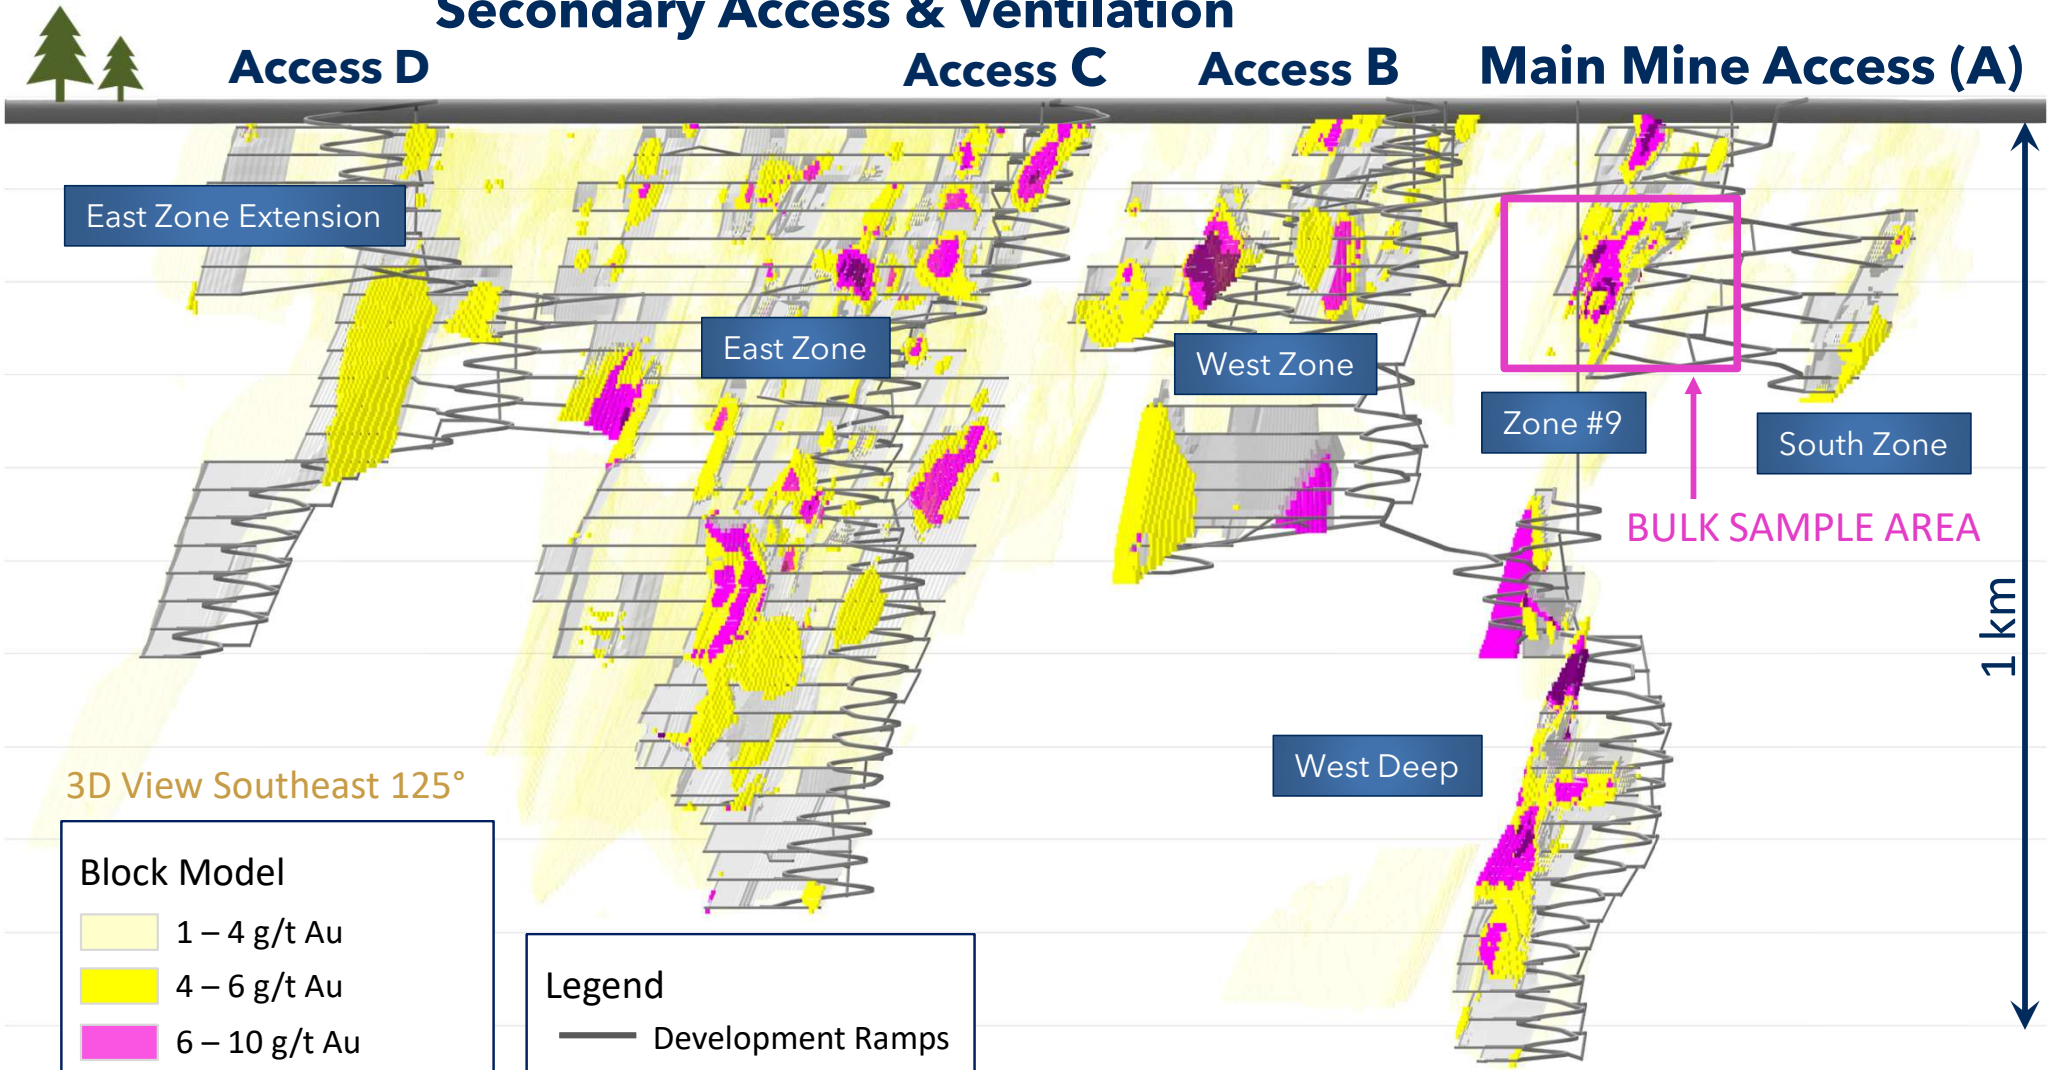 Secondary Access & Ventilation
Access D
Access C
Access B
Main Mine Access (A)
East Zone Extension
East Zone
West Zone
Zone #9
South Zone
BULK SAMPLE AREA
1 km
West Deep
3D View Southeast 125°
Block Model
1 – 4 g/t Au
4 – 6 g/t Au
6 – 10 g/t Au
Legend
Development Ramps